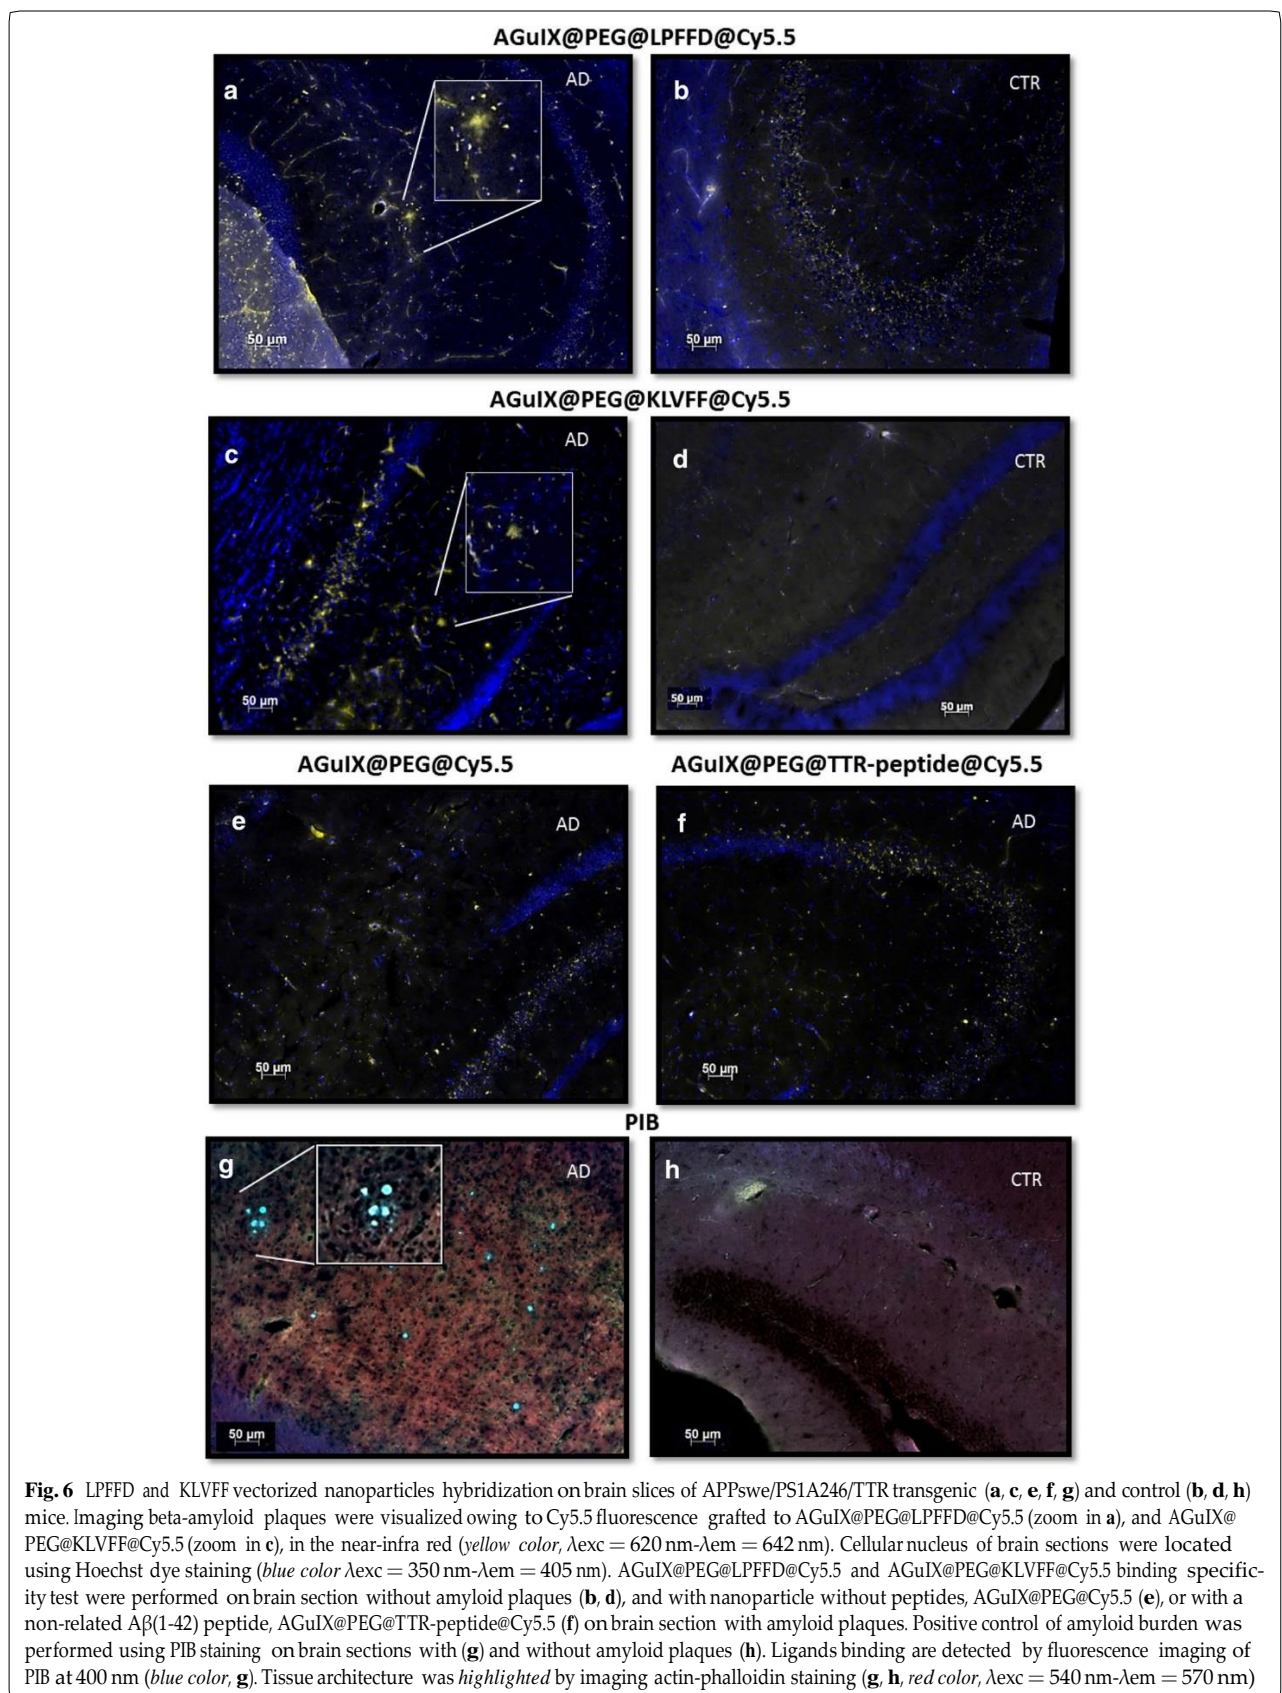 AGuIX@PEG@LPFFD@Cy5.5
a
AD
50 µm
b
CTR
50 µm
AGuIX@PEG@KLVFF@Cy5.5
c
AD
50 µm
d
CTR
50 µm
50 µm
AGuIX@PEG@Cy5.5
AGuIX@PEG@TTR-peptide@Cy5.5
e
AD
50 µm
f
AD
50 µm
PIB
g
AD
50 µm
h
CTR
50 µm
Fig. 6 LPFFD and KLVFF vectorized nanoparticles hybridization on brain slices of APPswe/PS1A246/TTR transgenic (a, c, e, f, g) and control (b, d, h)
mice. Imaging beta-amyloid plaques were visualized owing to Cy5.5 fluorescence grafted to AGuIX@PEG@LPFFD@Cy5.5 (zoom in a), and AGuIX@
PEG@KLVFF@Cy5.5 (zoom in c), in the near-infra red (yellow color, λexc = 620 nm-λem = 642 nm). Cellular nucleus of brain sections were located
using Hoechst dye staining (blue color λexc = 350 nm-λem = 405 nm). AGuIX@PEG@LPFFD@Cy5.5 and AGuIX@PEG@KLVFF@Cy5.5 binding specific-
ity test were performed on brain section without amyloid plaques (b, d), and with nanoparticle without peptides, AGuIX@PEG@Cy5.5 (e), or with a
non-related Aβ(1-42) peptide, AGuIX@PEG@TTR-peptide@Cy5.5 (f) on brain section with amyloid plaques. Positive control of amyloid burden was
performed using PIB staining on brain sections with (g) and without amyloid plaques (h). Ligands binding are detected by fluorescence imaging of
PIB at 400 nm (blue color, g). Tissue architecture was highlighted by imaging actin-phalloidin staining (g, h, red color, λexc = 540 nm-λem = 570 nm)